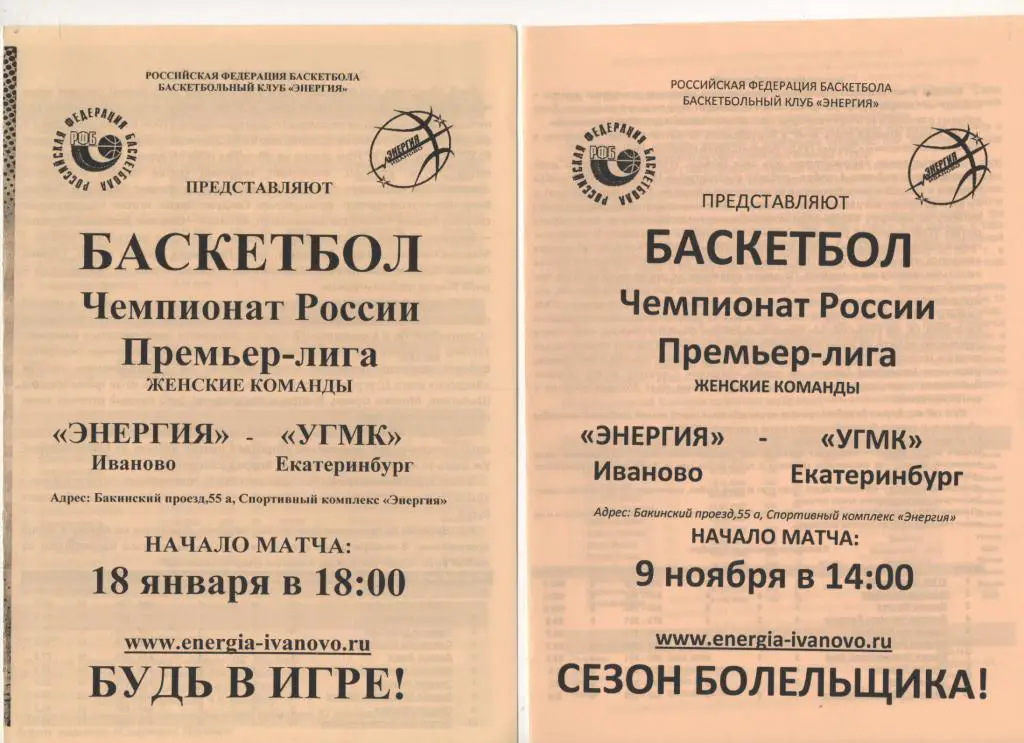 РОССИЙСКАЯ ФЕДЕРАЦИЯ БАСКЕТБОЛА
БАСКЕТБОЛЬНЫЙ КЛУБ «ЭНЕРГИЯ»
РОССИЙСКАЯ ФЕДЕРАЦИЯ БАСКЕТБОЛА
РФБ
ЭНЕРГИЯ
ПРЕДСТАВЛЯЮТ
БАСКЕТБОЛ
Чемпионат России
Премьер-лига
ЖЕНСКИЕ КОМАНДЫ
«ЭНЕРГИЯ» - «УГМК»
Иваново Екатеринбург
Адрес: Бакинский проезд,55 а, Спортивный комплекс «Энергия»
НАЧАЛО МАТЧА:
18 января в 18:00
www.energia-ivanovo.ru
БУДЬ В ИГРЕ!
РОССИЙСКАЯ ФЕДЕРАЦИЯ БАСКЕТБОЛА
БАСКЕТБОЛЬНЫЙ КЛУБ «ЭНЕРГИЯ»
РОССИЙСКАЯ ФЕДЕРАЦИЯ БАСКЕТБОЛА
РФБ
ЭНЕРГИЯ
ПРЕДСТАВЛЯЮТ
БАСКЕТБОЛ
Чемпионат России
Премьер-лига
ЖЕНСКИЕ КОМАНДЫ
«ЭНЕРГИЯ» - «УГМК»
Иваново Екатеринбург
Адрес: Бакинский проезд,55 а, Спортивный комплекс «Энергия»
НАЧАЛО МАТЧА:
9 ноября в 14:00
www.energia-ivanovo.ru
СЕЗОН БОЛЕЛЬЩИКА!